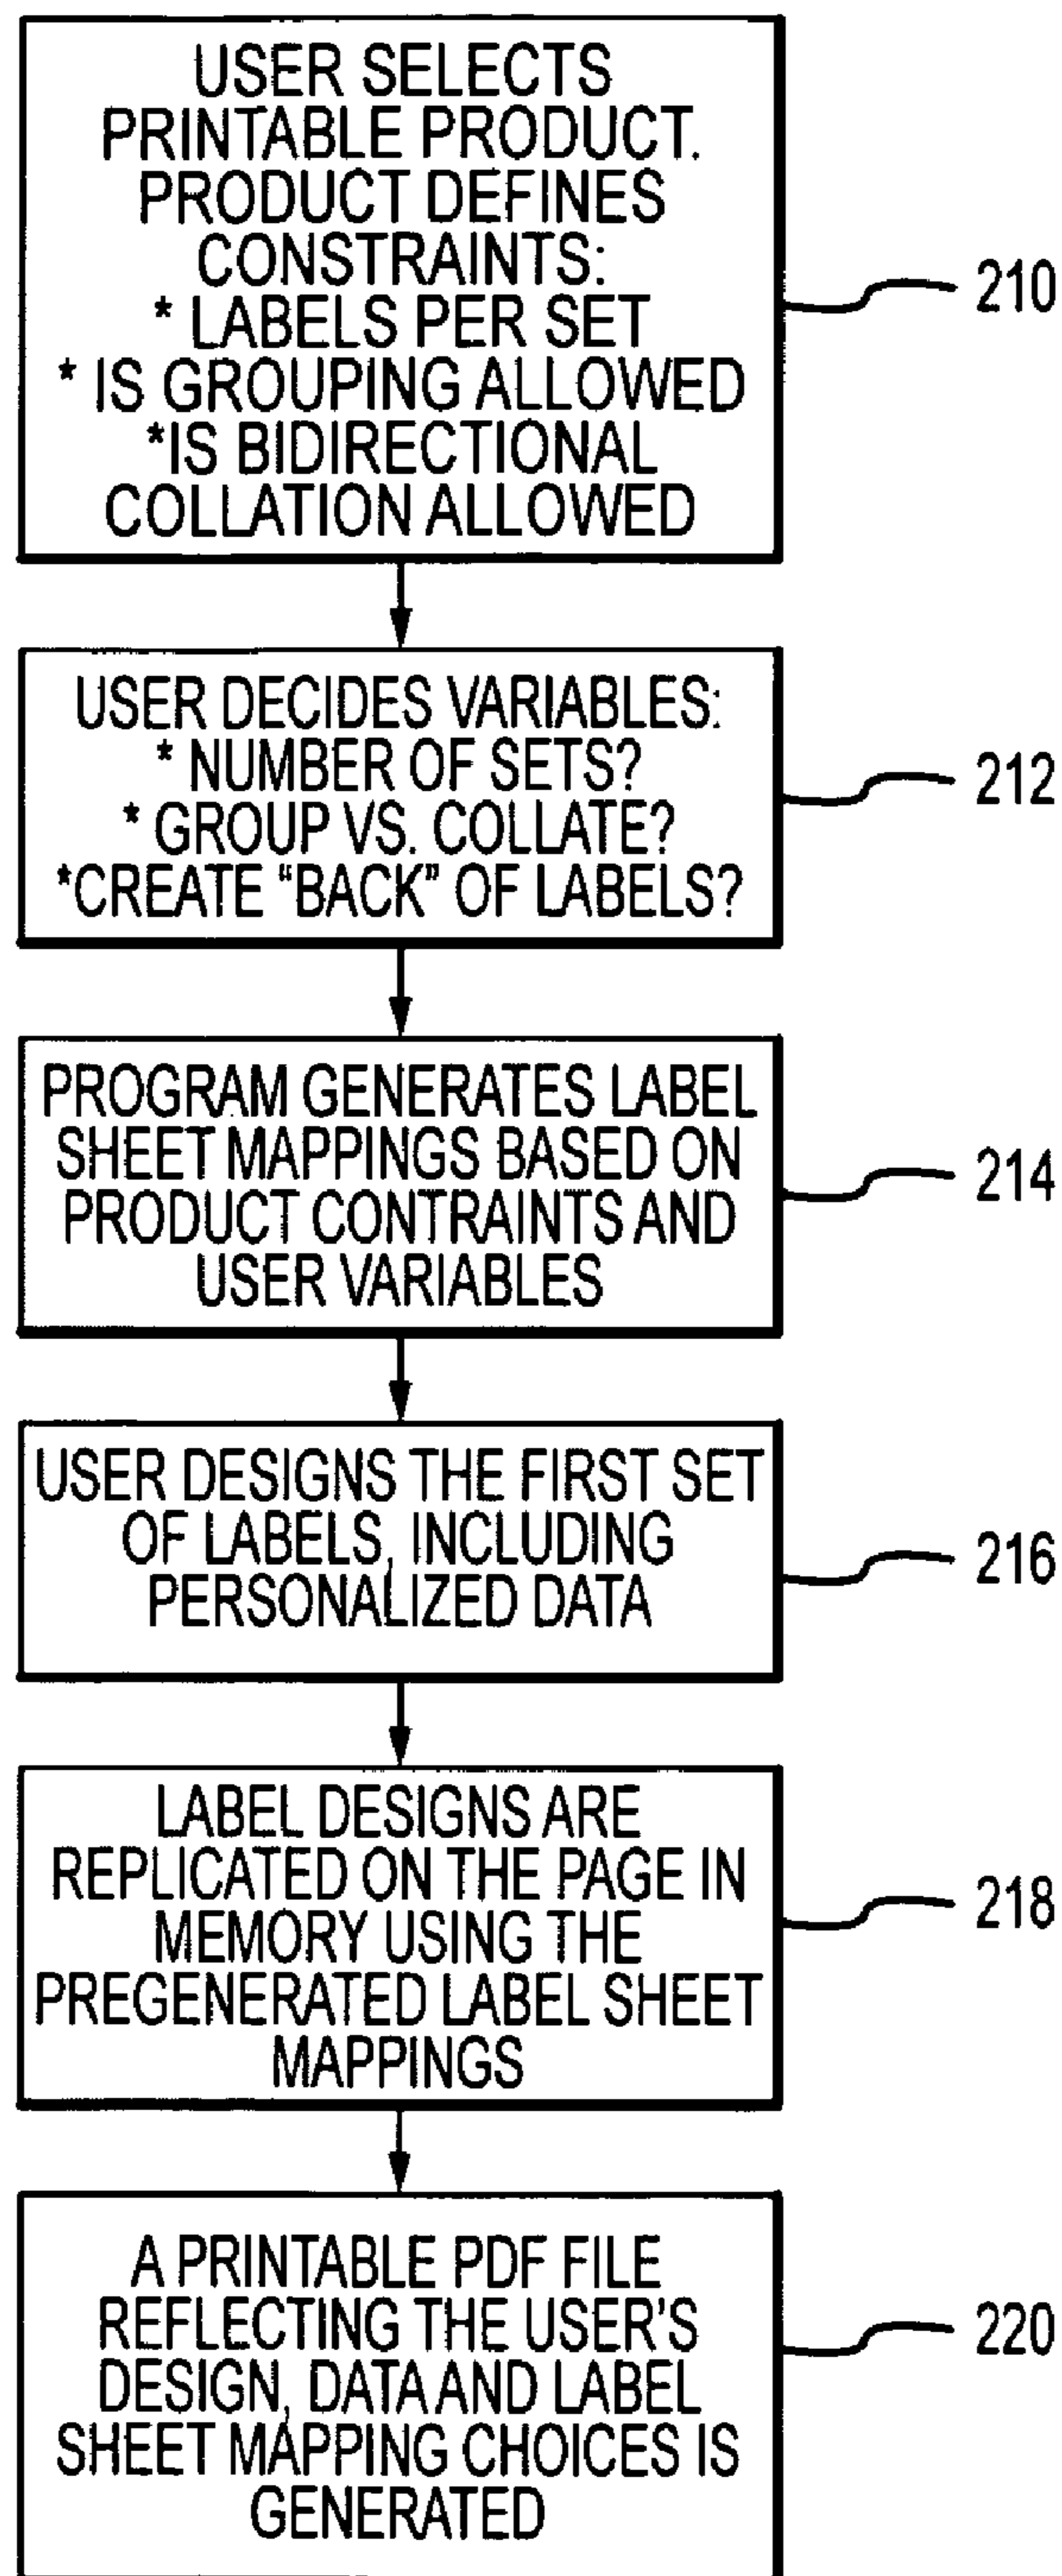 USER SELECTS
PRINTABLE PRODUCT.
PRODUCT DEFINES
CONSTRAINTS:
* LABELS PER SET
* IS GROUPING ALLOWED
*IS BIDIRECTIONAL
COLLATION ALLOWED
210
USER DECIDES VARIABLES:
* NUMBER OF SETS?
* GROUP VS. COLLATE?
*CREATE "BACK" OF LABELS?
212
PROGRAM GENERATES LABEL
SHEET MAPPINGS BASED ON
PRODUCT CONTRAINTS AND
USER VARIABLES
214
USER DESIGNS THE FIRST SET
OF LABELS, INCLUDING
PERSONALIZED DATA
216
LABEL DESIGNS ARE
REPLICATED ON THE PAGE IN
MEMORY USING THE
PREGENERATED LABEL SHEET
MAPPINGS
218
A PRINTABLE PDF FILE
REFLECTING THE USER'S
DESIGN, DATA AND LABEL
SHEET MAPPING CHOICES IS
GENERATED
220